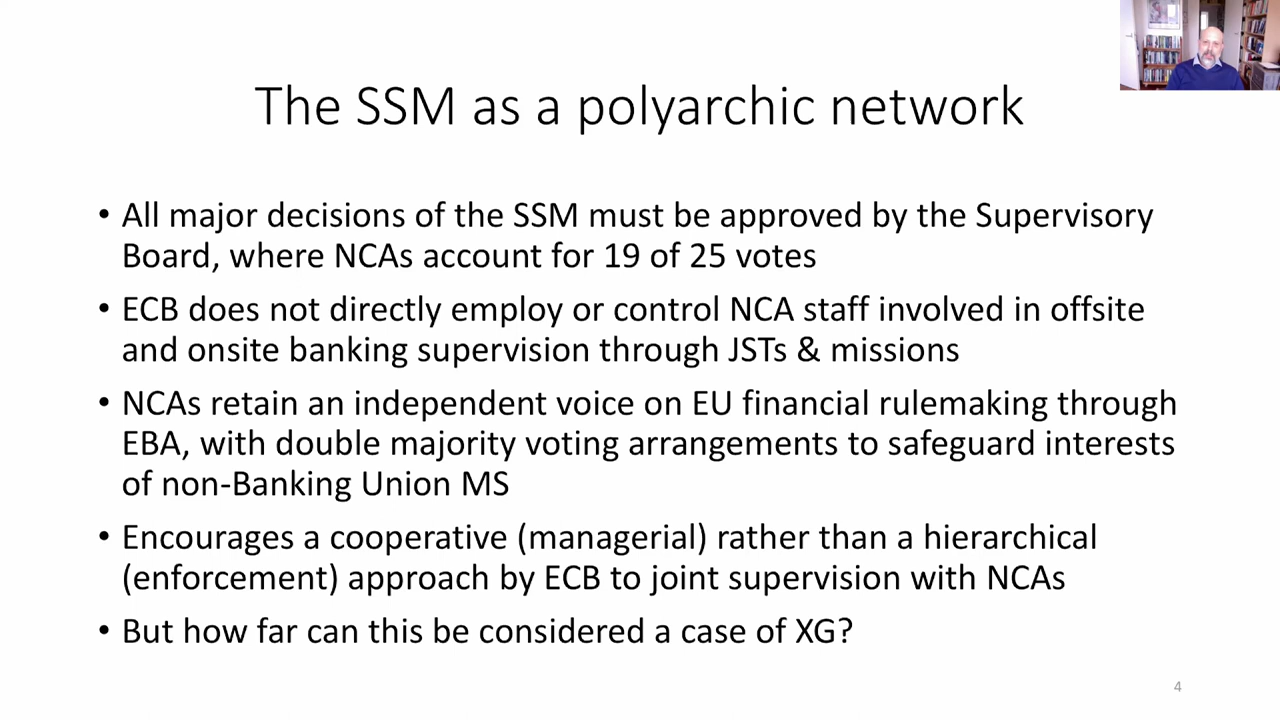 The SSM as a polyarchic network
• All major decisions of the SSM must be approved by the Supervisory
Board, where NCAs account for 19 of 25 votes
• ECB does not directly employ or control NCA staff involved in offsite
and onsite banking supervision through JSTs & missions
• NCAs retain an independent voice on EU financial rulemaking through
EBA, with double majority voting arrangements to safeguard interests
of non-Banking Union MS
• Encourages a cooperative (managerial) rather than a hierarchical
(enforcement) approach by ECB to joint supervision with NCAs
• But how far can this be considered a case of XG?
4